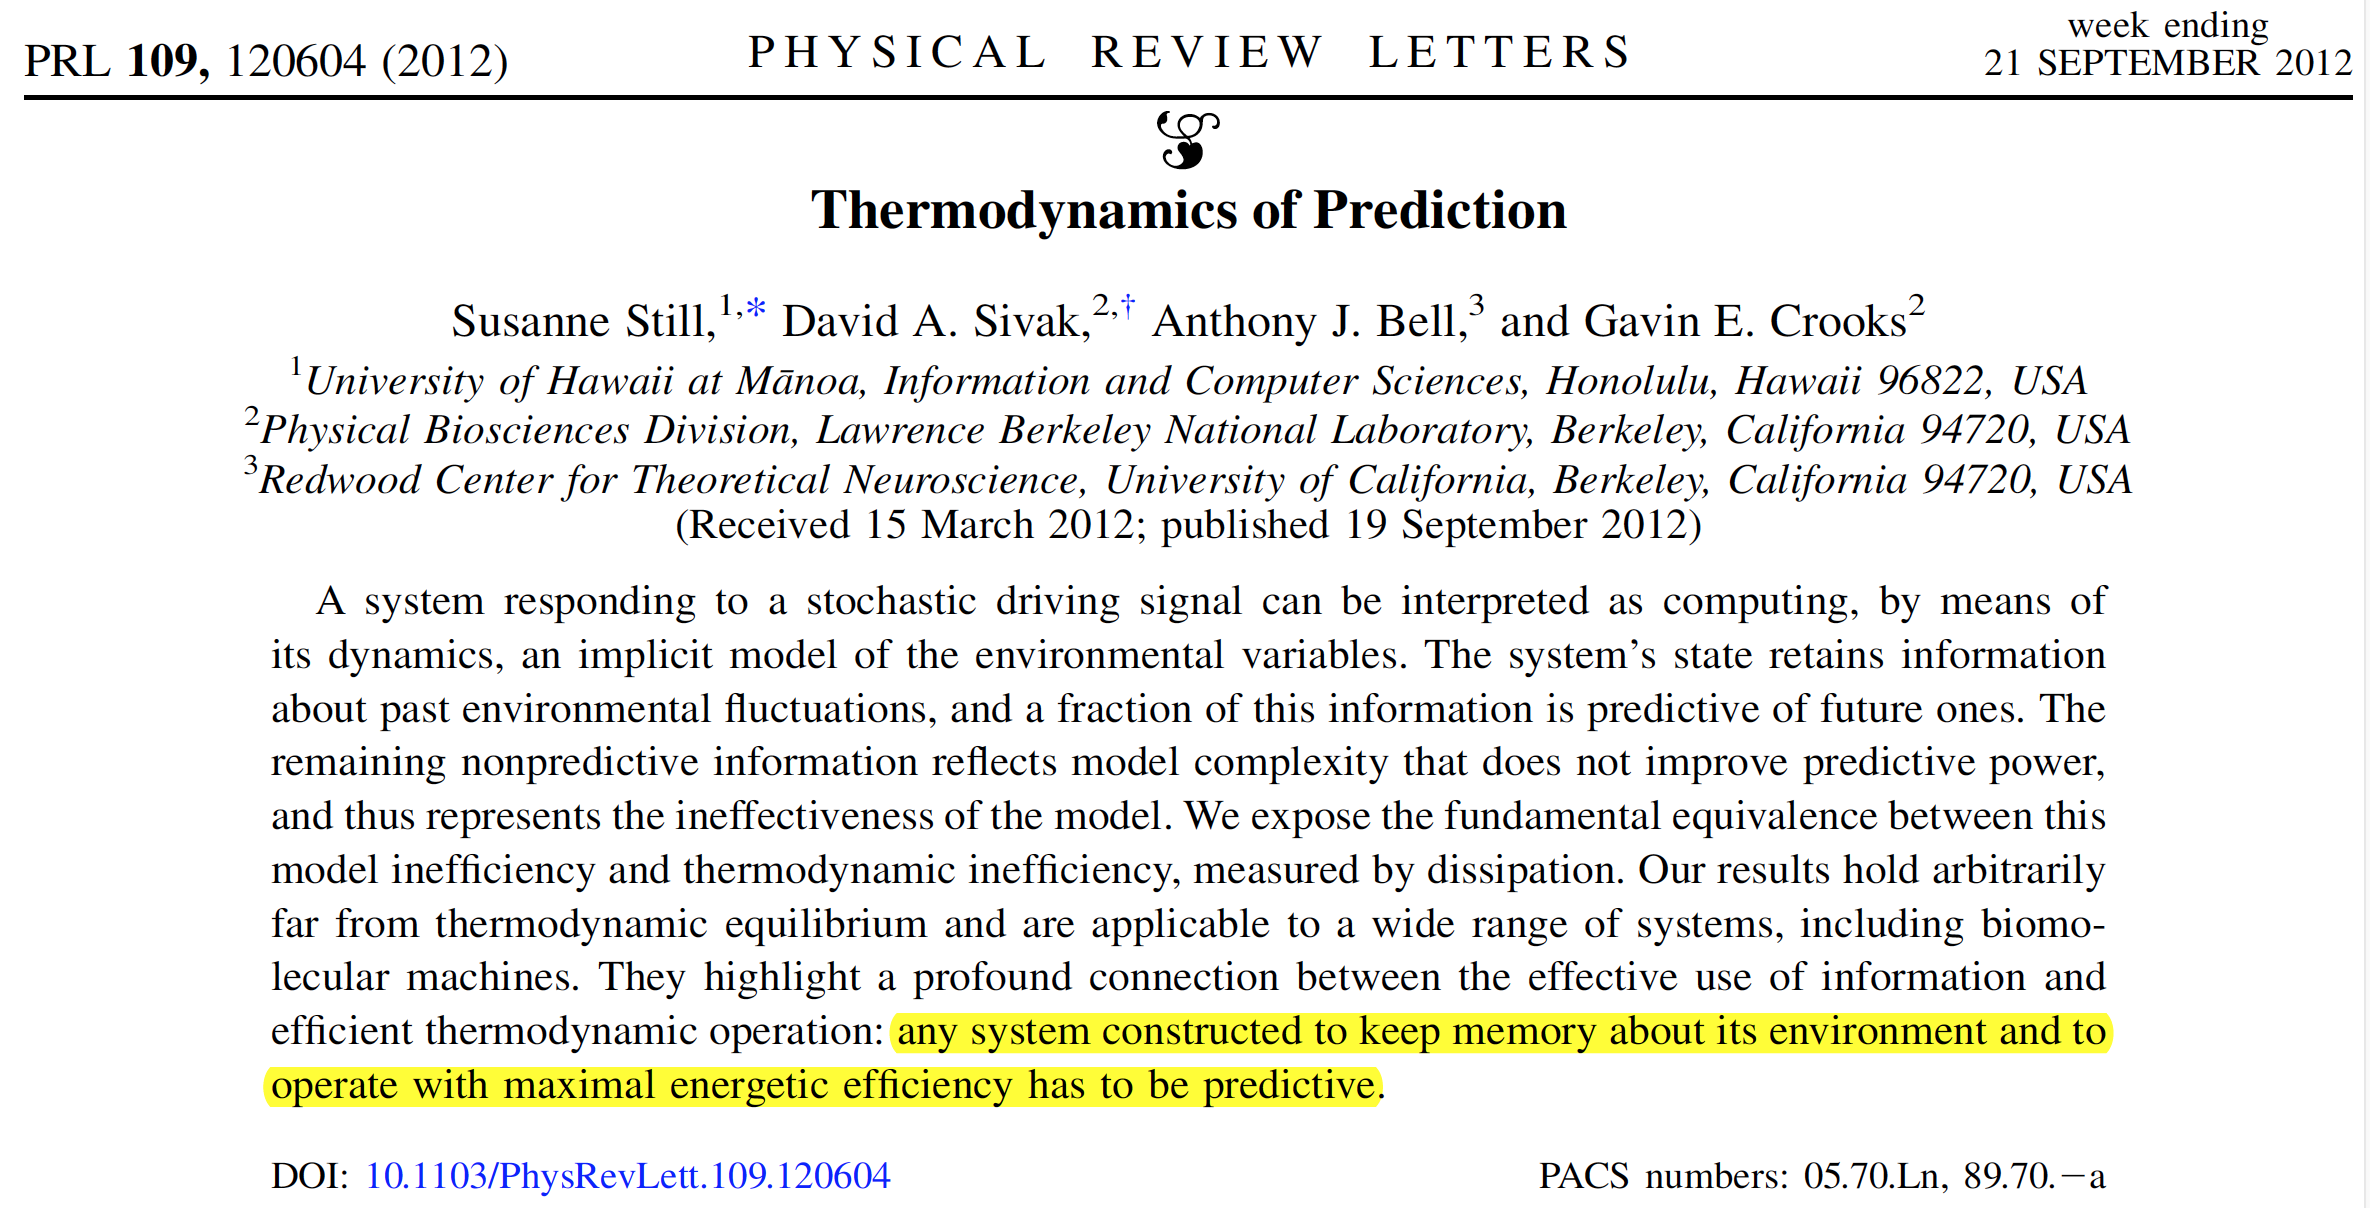 PRL 109, 120604 (2012)
PHYSICAL REVIEW LETTERS
week ending
21 SEPTEMBER 2012
Thermodynamics of Prediction
Susanne Still,1,* David A. Sivak,2,† Anthony J. Bell,3 and Gavin E. Crooks2
1University of Hawaii at Mānoa, Information and Computer Sciences, Honolulu, Hawaii 96822, USA
2Physical Biosciences Division, Lawrence Berkeley National Laboratory, Berkeley, California 94720, USA
3Redwood Center for Theoretical Neuroscience, University of California, Berkeley, California 94720, USA
(Received 15 March 2012; published 19 September 2012)
A system responding to a stochastic driving signal can be interpreted as computing, by means of
its dynamics, an implicit model of the environmental variables. The system's state retains information
about past environmental fluctuations, and a fraction of this information is predictive of future ones. The
remaining nonpredictive information reflects model complexity that does not improve predictive power,
and thus represents the ineffectiveness of the model. We expose the fundamental equivalence between this
model inefficiency and thermodynamic inefficiency, measured by dissipation. Our results hold arbitrarily
far from thermodynamic equilibrium and are applicable to a wide range of systems, including biomo-
lecular machines. They highlight a profound connection between the effective use of information and
efficient thermodynamic operation: any system constructed to keep memory about its environment and to
operate with maximal energetic efficiency has to be predictive.
DOI: 10.1103/PhysRevLett.109.120604
PACS numbers: 05.70.Ln, 89.70.−a